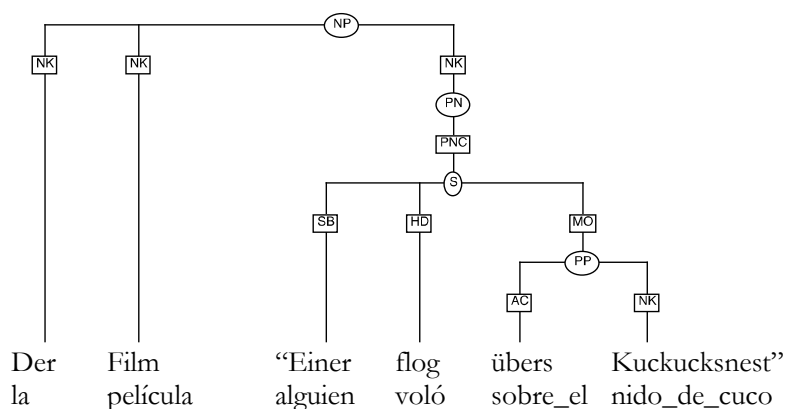 NP
NK NK NK
PN
PNC
S
SB HD MO
PP
AC NK
Der Film “Einer flog übers Kuckucksnest”
la película alguien voló sobre_el nido_de_cuco